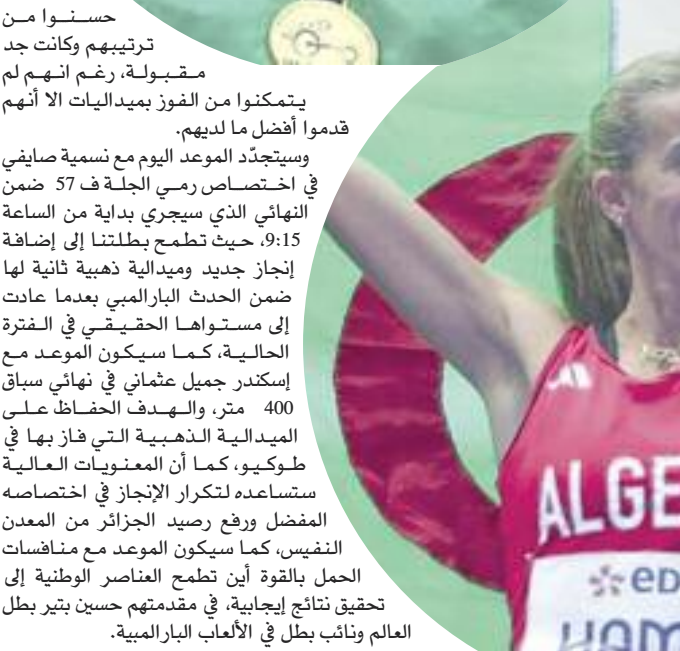 حسنوا من
ترتيبهم وكانت جد
مقبولة، رغم انهم لم
يتمكنوا من الفوز بميداليات الا أنهم
قدموا أفضل ما لديهم.
وسيتجدّد الموعد اليوم مع نسمية صايفي
في اختصاص رمي الجلة ف 57 ضمن
النهائي الذي سيجري بداية من الساعة
9:15، حيث تطمح بطلتنا إلى إضافة
إنجاز جديد وميدالية ذهبية ثانية لها
ضمن الحدث البارالمبي بعدما عادت
إلى مستواها الحقيقي في الفترة
الحالية، كما سيكون الموعد مع
إسكندر جميل عثماني في نهائي سباق
400 متر، والهدف الحفاظ على
الميدالية الذهبية التي فاز بها في
طوكيو، كما أن المعنويات العالية
ستساعده لتكرار الإنجاز في اختصاصه
المفضل ورفع رصيد الجزائر من المعدن
النفيس، كما سيكون الموعد مع منافسات
الحمل بالقوة أين تطمح العناصر الوطنية إلى
تحقيق نتائج إيجابية، في مقدمتهم حسين بتير بطل
العالم ونائب بطل في الألعاب البارالمبية.
ALGE
ed
HAM